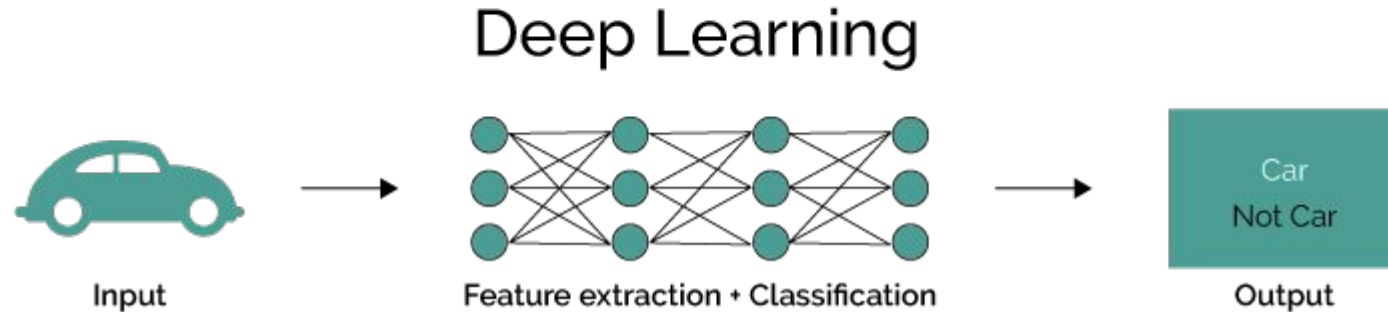 Deep Learning
Car
Not Car
Input
Feature extraction + Classification
Output